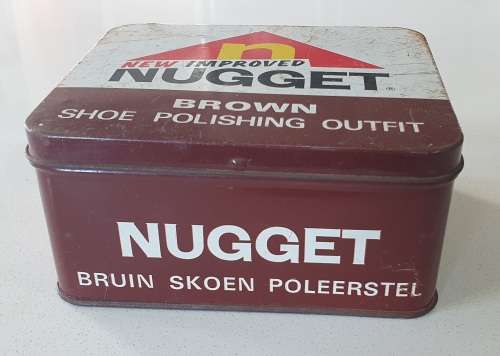 n
NEW IMPROVED
NUGGET®
BROWN
SHOE POLISHING OUTFIT
NUGGET
BRUIN SKOEN POLEERSTEL